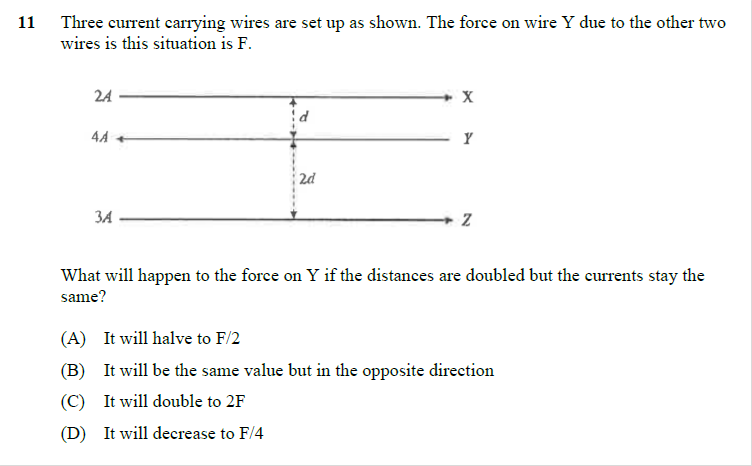 11 Three current carrying wires are set up as shown. The force on wire Y due to the other two
wires is this situation is F.
2A X
d
4A Y
2d
3A Z
What will happen to the force on Y if the distances are doubled but the currents stay the
same?
(A) It will halve to F/2
(B) It will be the same value but in the opposite direction
(C) It will double to 2F
(D) It will decrease to F/4